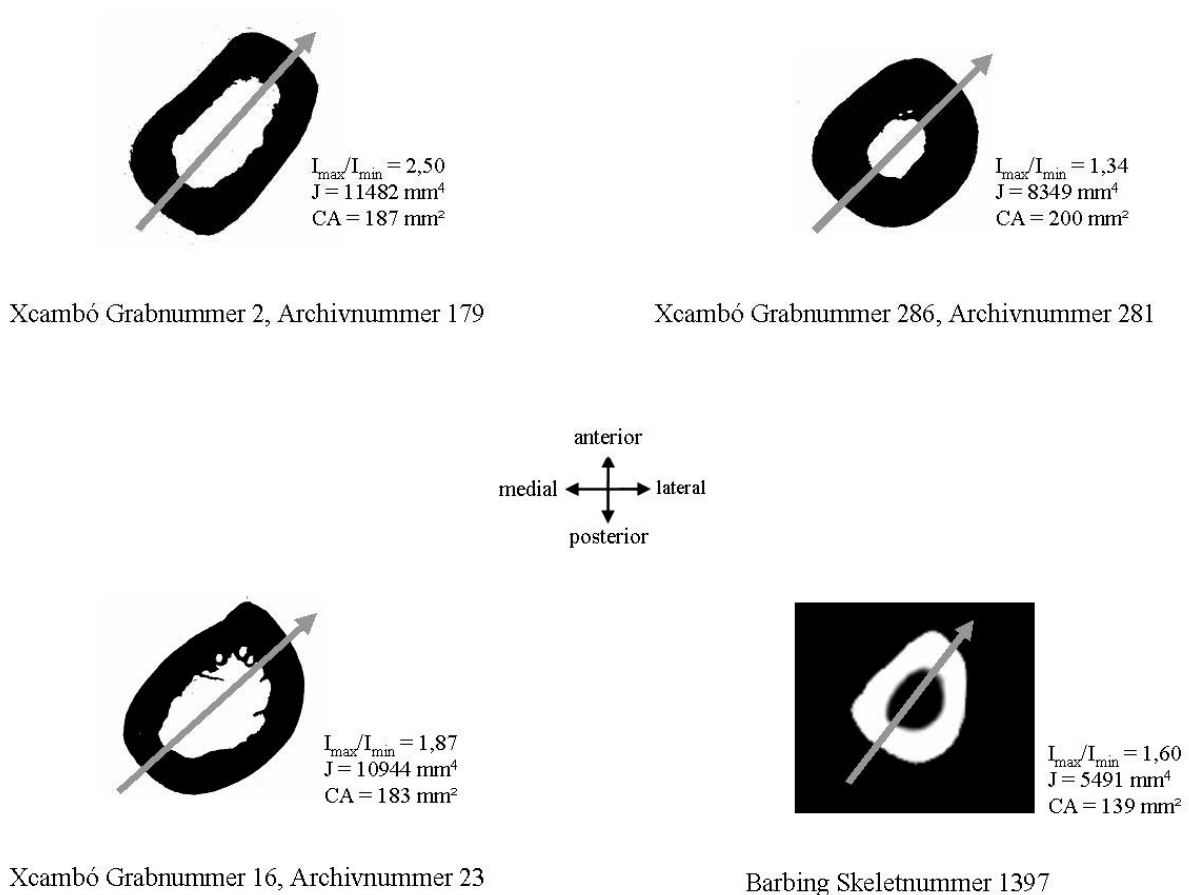 I_max/I_min = 2,50
J = 11482 mm⁴
CA = 187 mm²
Xcambó Grabnummer 2, Archivnummer 179
I_max/I_min = 1,34
J = 8349 mm⁴
CA = 200 mm²
Xcambó Grabnummer 286, Archivnummer 281
anterior
medial
lateral
posterior
I_max/I_min = 1,87
J = 10944 mm⁴
CA = 183 mm²
Xcambó Grabnummer 16, Archivnummer 23
I_max/I_min = 1,60
J = 5491 mm⁴
CA = 139 mm²
Barbing Skeletnummer 1397